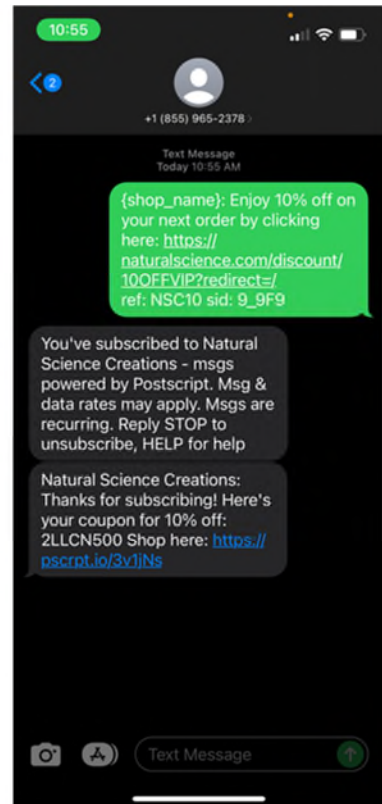 10:55
2
+1 (855) 965-2378 >
Text Message
Today 10:55 AM
{shop_name}: Enjoy 10% off on
your next order by clicking
here: https://
naturalscience.com/discount/
10OFFVIP?redirect=/
ref: NSC10 sid: 9_9F9
You've subscribed to Natural
Science Creations - msgs
powered by Postscript. Msg &
data rates may apply. Msgs are
recurring. Reply STOP to
unsubscribe, HELP for help
Natural Science Creations:
Thanks for subscribing! Here's
your coupon for 10% off:
2LLCN500 Shop here: https://
pscrpt.io/3v1jNs
Text Message